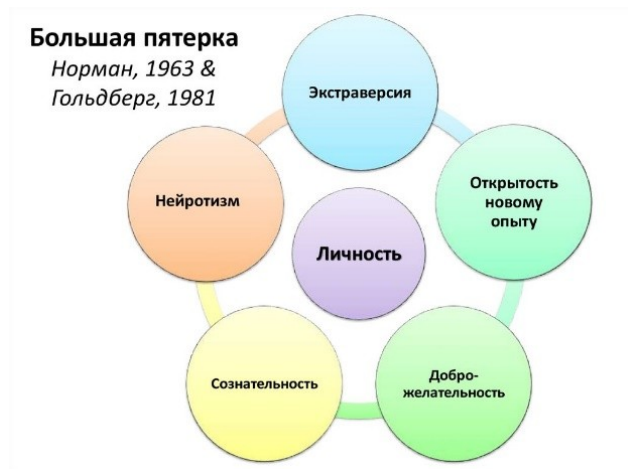 Большая пятерка
Норман, 1963 &
Гольдберг, 1981
Экстраверсия
Открытость
новому
опыту
Нейротизм
Личность
Сознательность
Добро-
желательность